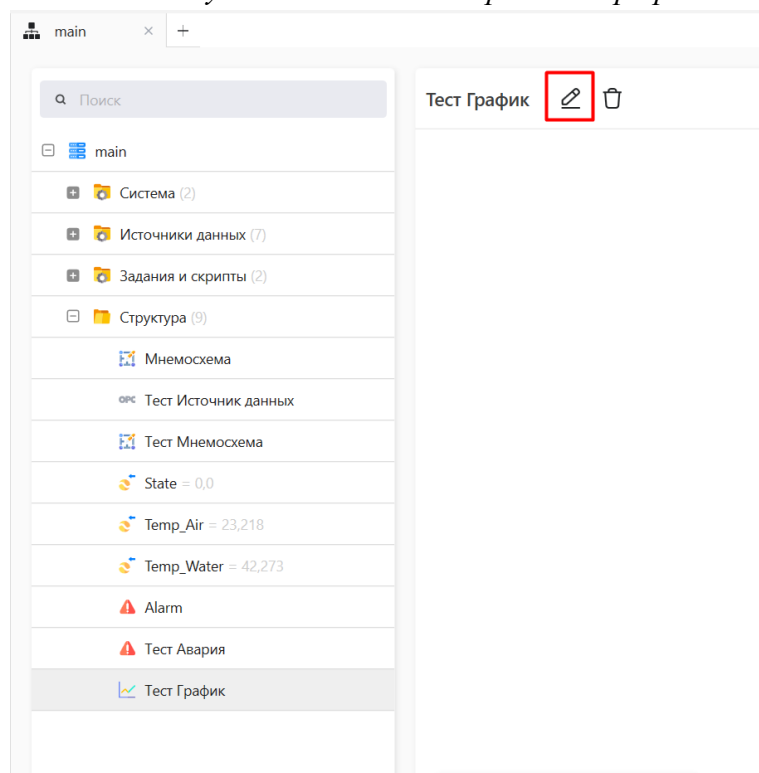 main × +
Поиск
Тест График
main
Система (2)
Источники данных (7)
Задания и скрипты (2)
Структура (9)
Мнемосхема
OPC Тест Источник данных
Тест Мнемосхема
State = 0,0
Temp_Air = 23,218
Temp_Water = 42,273
Alarm
Тест Авария
Тест График